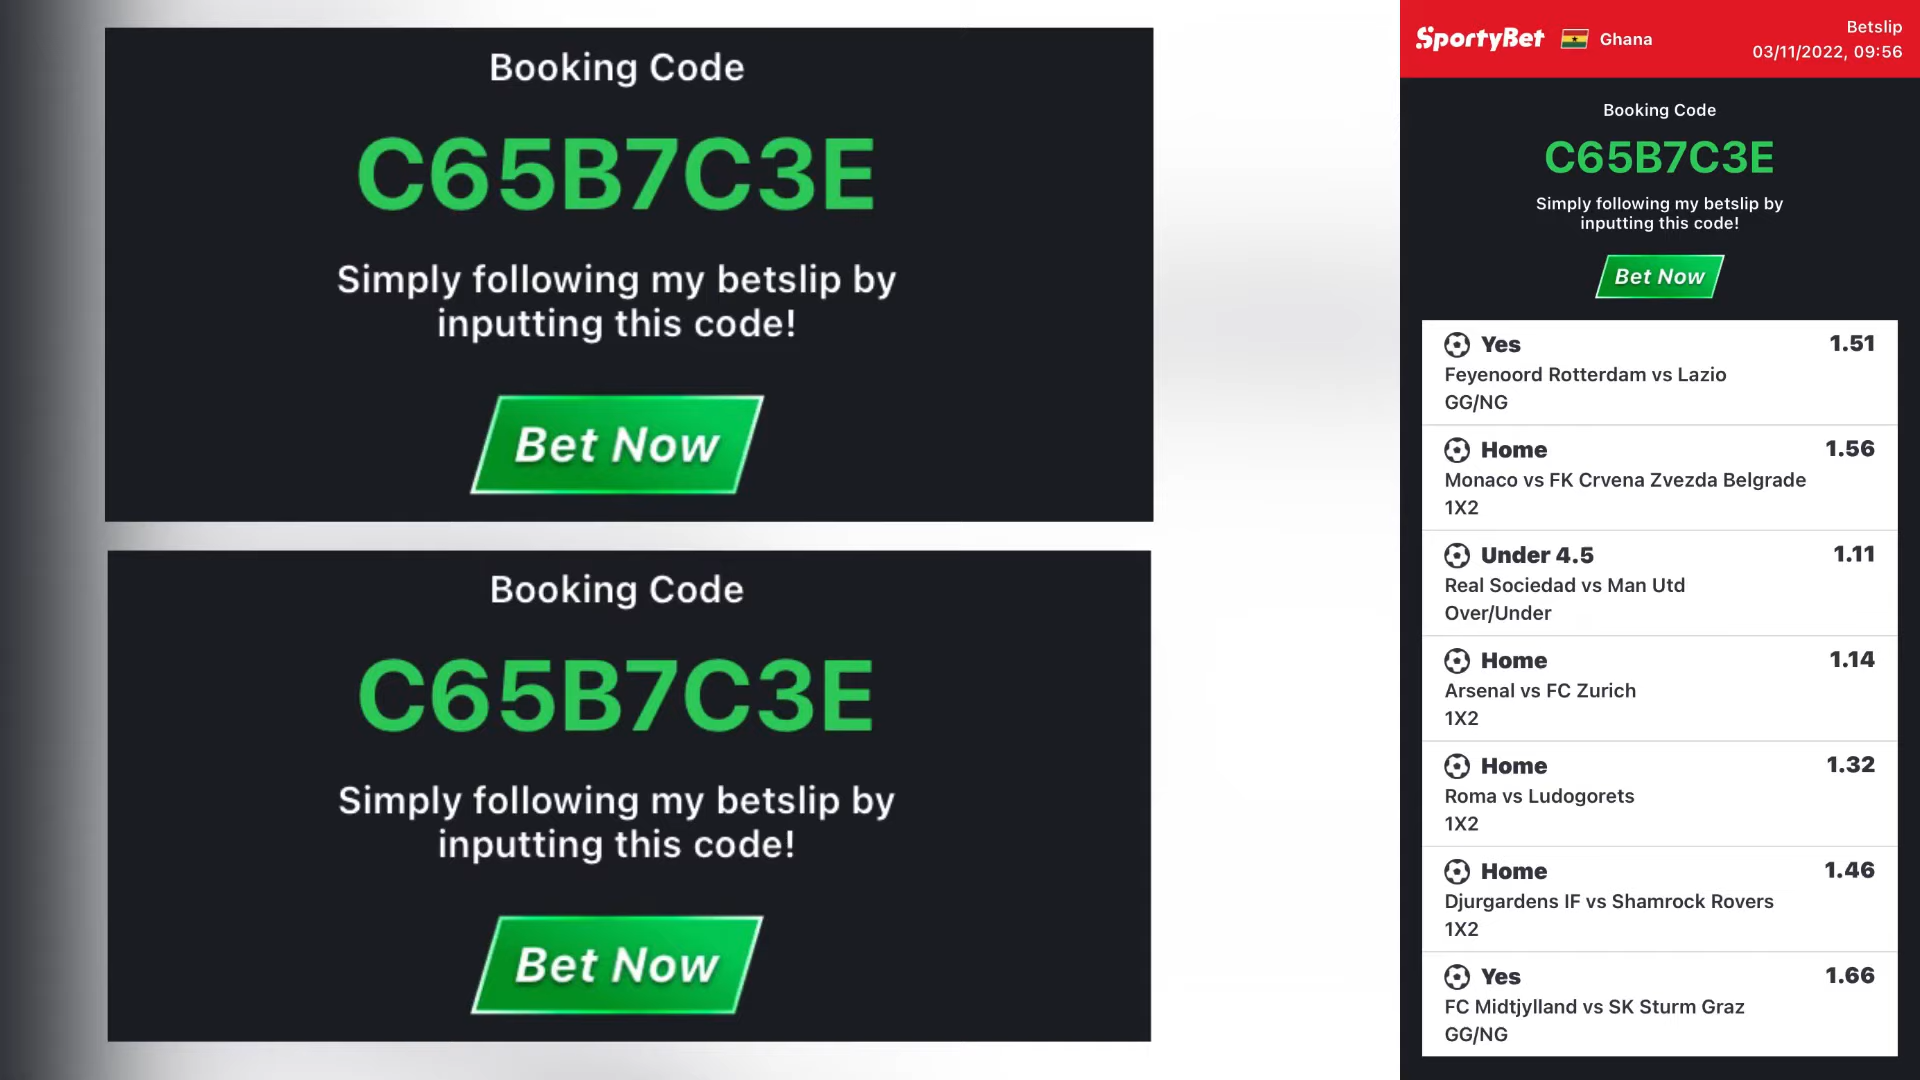 Booking Code
C65B7C3E
Simply following my betslip by
inputting this code!
Bet Now
Booking Code
C65B7C3E
Simply following my betslip by
inputting this code!
Bet Now
SportyBet Ghana
Betslip
03/11/2022, 09:56
Booking Code
C65B7C3E
Simply following my betslip by
inputting this code!
Bet Now
Yes 1.51
Feyenoord Rotterdam vs Lazio
GG/NG
Home 1.56
Monaco vs FK Crvena Zvezda Belgrade
1X2
Under 4.5 1.11
Real Sociedad vs Man Utd
Over/Under
Home 1.14
Arsenal vs FC Zurich
1X2
Home 1.32
Roma vs Ludogorets
1X2
Home 1.46
Djurgardens IF vs Shamrock Rovers
1X2
Yes 1.66
FC Midtjylland vs SK Sturm Graz
GG/NG